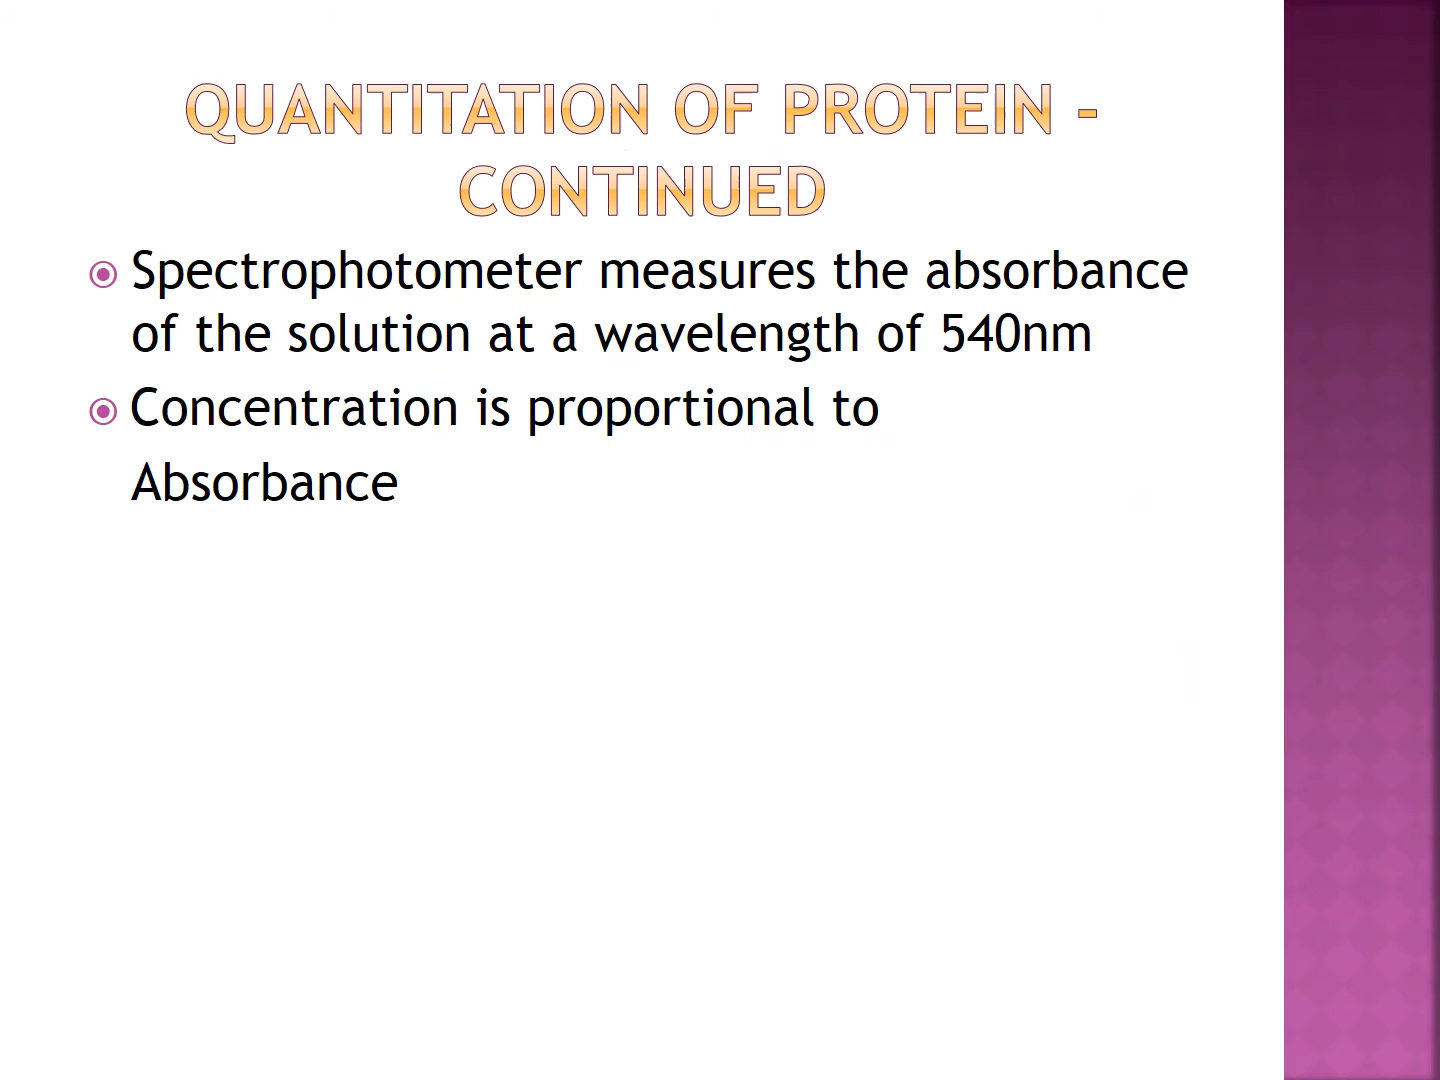 QUANTITATION OF PROTEIN -
CONTINUED
Spectrophotometer measures the absorbance
of the solution at a wavelength of 540nm
Concentration is proportional to
Absorbance